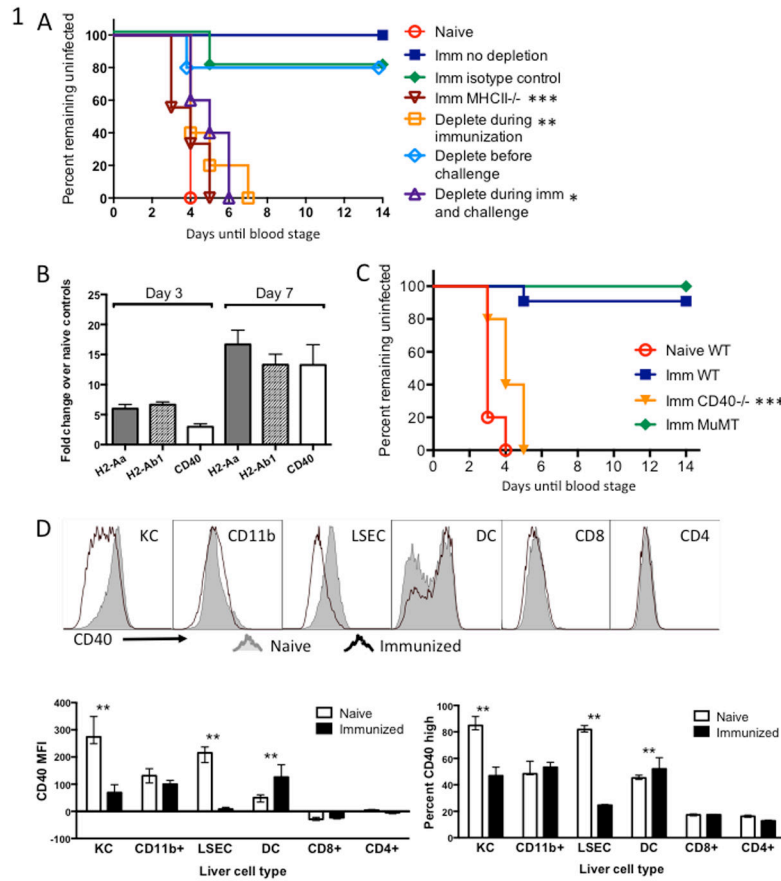 1
A
Percent remaining uninfected
100
80
60
40
20
0
0 2 4 6 8 10 12 14
Days until blood stage
Naive
Imm no depletion
Imm isotype control
Imm MHCII-/- ***
Deplete during **
immunization
Deplete before
challenge
Deplete during imm *
and challenge
B
Fold change over naive controls
25
20
15
10
5
0
Day 3 Day 7
H2-Aa H2-Ab1 CD40 H2-Aa H2-Ab1 CD40
C
Percent remaining uninfected
100
80
60
40
20
0
0 2 4 6 8 10 12 14
Days until blood stage
Naive WT
Imm WT
Imm CD40-/- ***
Imm MuMT
D
KC CD11b LSEC DC CD8 CD4
CD40
Naive Immunized
CD40 MFI
400
300
200
100
0
-100
** ** **
Naive
Immunized
KC CD11b+ LSEC DC CD8+ CD4+
Liver cell type
Percent CD40 high
100
80
60
40
20
0
** ** **
Naive
Immunized
KC CD11b+ LSEC DC CD8+ CD4+
Liver cell type